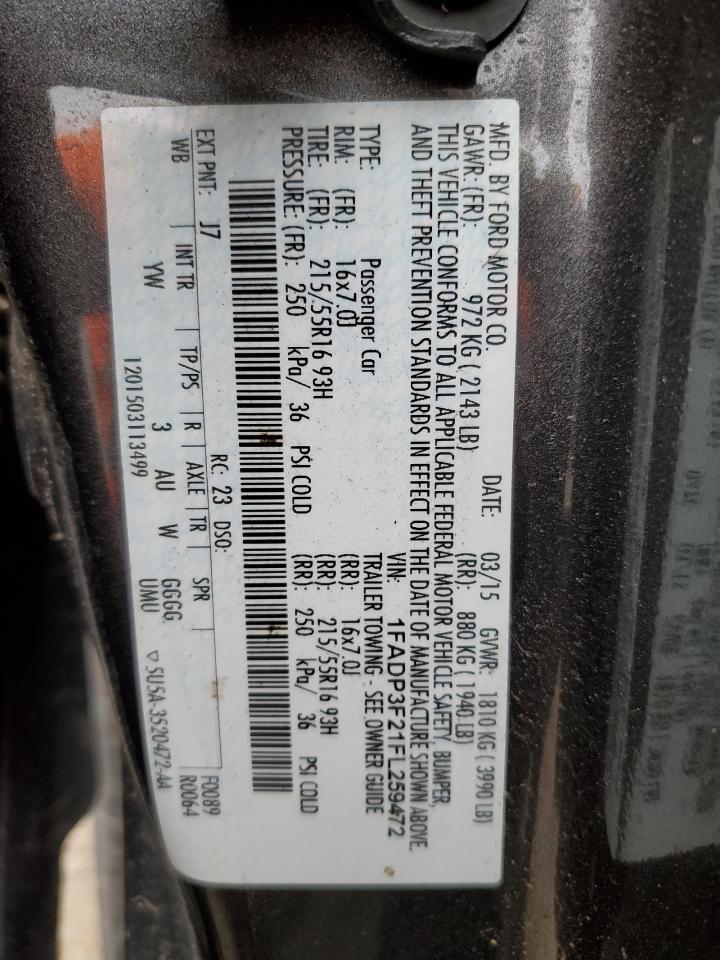 MFD. BY FORD MOTOR CO. DATE: 03/15 GVWR: 1810 KG ( 3990 LB)
GAWR: (FR): 972 KG ( 2143 LB) (RR): 880 KG ( 1940 LB)
THIS VEHICLE CONFORMS TO ALL APPLICABLE FEDERAL MOTOR VEHICLE SAFETY, BUMPER,
AND THEFT PREVENTION STANDARDS IN EFFECT ON THE DATE OF MANUFACTURE SHOWN ABOVE.
VIN: 1FADP3F21FL259472
TYPE: Passenger Car TRAILER TOWING - SEE OWNER GUIDE
RIM: (FR): 16x7.0J (RR): 16x7.0J
TIRE: (FR): 215/55R16 93H (RR): 215/55R16 93H
PRESSURE: (FR): 250 kPa/ 36 PSI COLD (RR): 250 kPa/ 36 PSI COLD
RC: 23 DSO: F0089
EXT PNT: J7 R0064
WB INT TR TP/PS R AXLE TR SPR
YW 3 AU W GGGG
UMU
1201503113499 ▽5U5A-3520472-AA